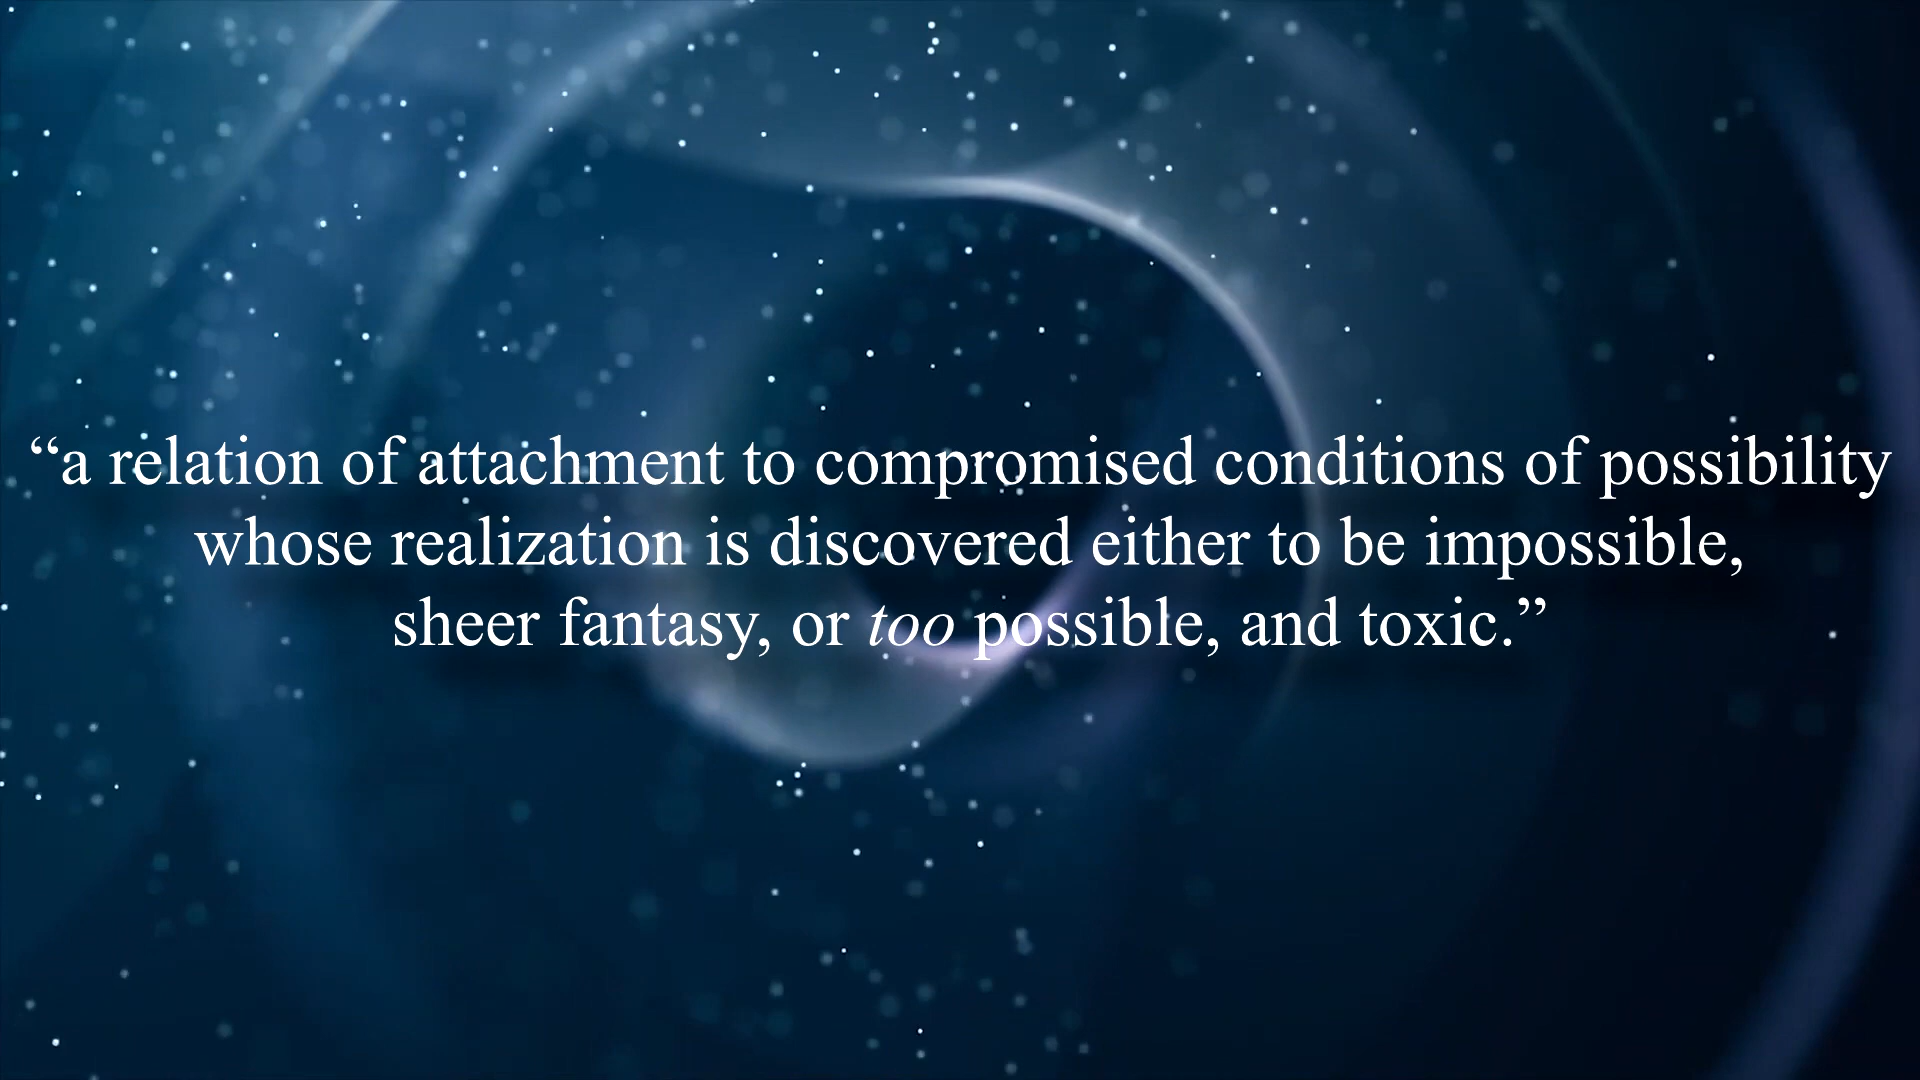 “a relation of attachment to compromised conditions of possibility
whose realization is discovered either to be impossible,
sheer fantasy, or too possible, and toxic.”